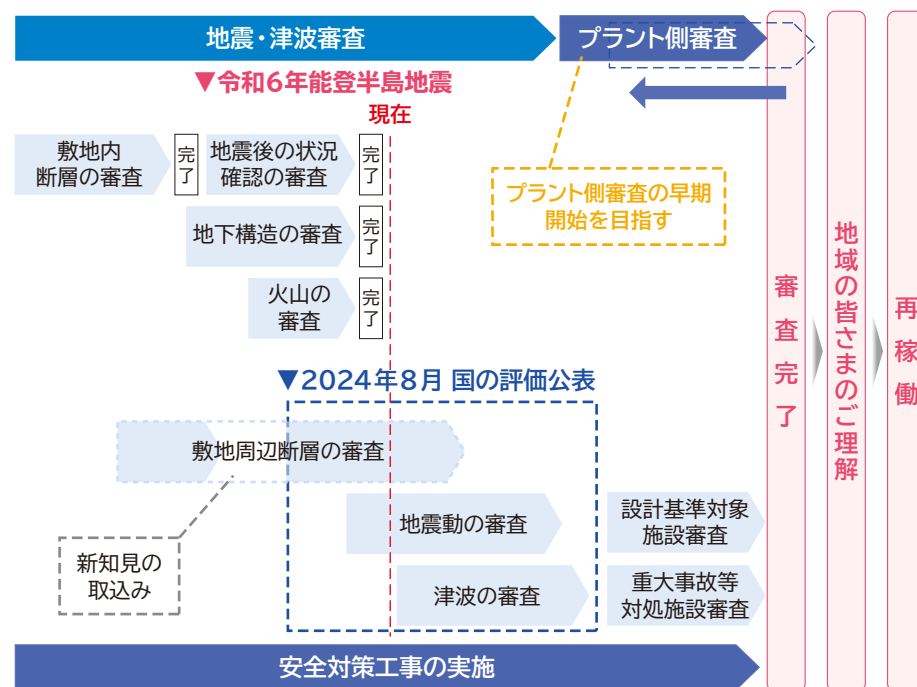 地震・津波審査
プラント側審査
▼令和6年能登半島地震
現在
敷地内
断層の審査
完了
地震後の状況
確認の審査
完了
プラント側審査の早期
開始を目指す
地下構造の審査
完了
火山の
審査
完了
▼2024年8月 国の評価公表
敷地周辺断層の審査
地震動の審査
設計基準対象
施設審査
新知見の
取込み
津波の審査
重大事故等
対処施設審査
安全対策工事の実施
審査完了
地域の皆さまのご理解
再稼働